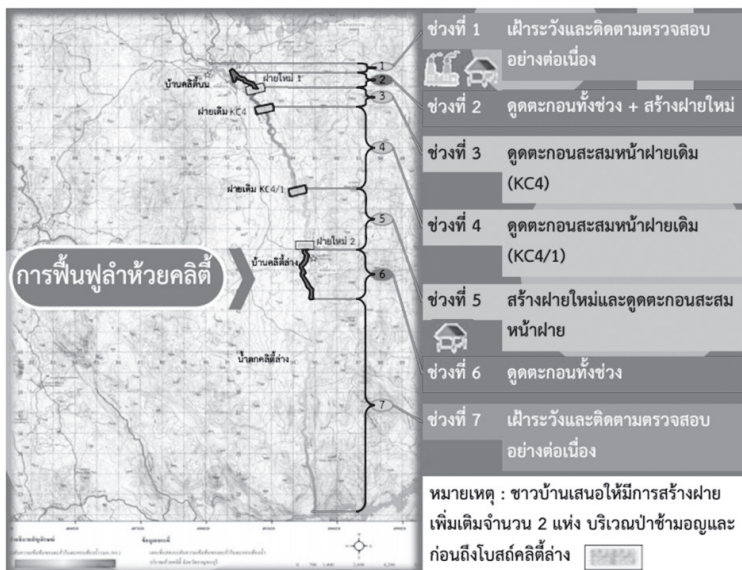 การฟื้นฟูลำห้วยคลิตี้
บ้านคลิตี้บน
ฝายใหม่ 1
ฝายเดิม KC4
ฝายเดิม KC4/1
ฝายใหม่ 2
บ้านคลิตี้ล่าง
น้ำตกคลิตี้ล่าง
1
2
3
4
5
6
7
ช่วงที่ 1 เฝ้าระวังและติดตามตรวจสอบ
อย่างต่อเนื่อง
ช่วงที่ 2 ดูดตะกอนทั้งช่วง + สร้างฝายใหม่
ช่วงที่ 3 ดูดตะกอนสะสมหน้าฝายเดิม
(KC4)
ช่วงที่ 4 ดูดตะกอนสะสมหน้าฝายเดิม
(KC4/1)
ช่วงที่ 5 สร้างฝายใหม่และดูดตะกอนสะสม
หน้าฝาย
ช่วงที่ 6 ดูดตะกอนทั้งช่วง
ช่วงที่ 7 เฝ้าระวังและติดตามตรวจสอบ
อย่างต่อเนื่อง
หมายเหตุ : ชาวบ้านเสนอให้มีการสร้างฝาย
เพิ่มเติมจำนวน 2 แห่ง บริเวณป่าช้ามอญและ
ก่อนถึงโบสถ์คลิตี้ล่าง